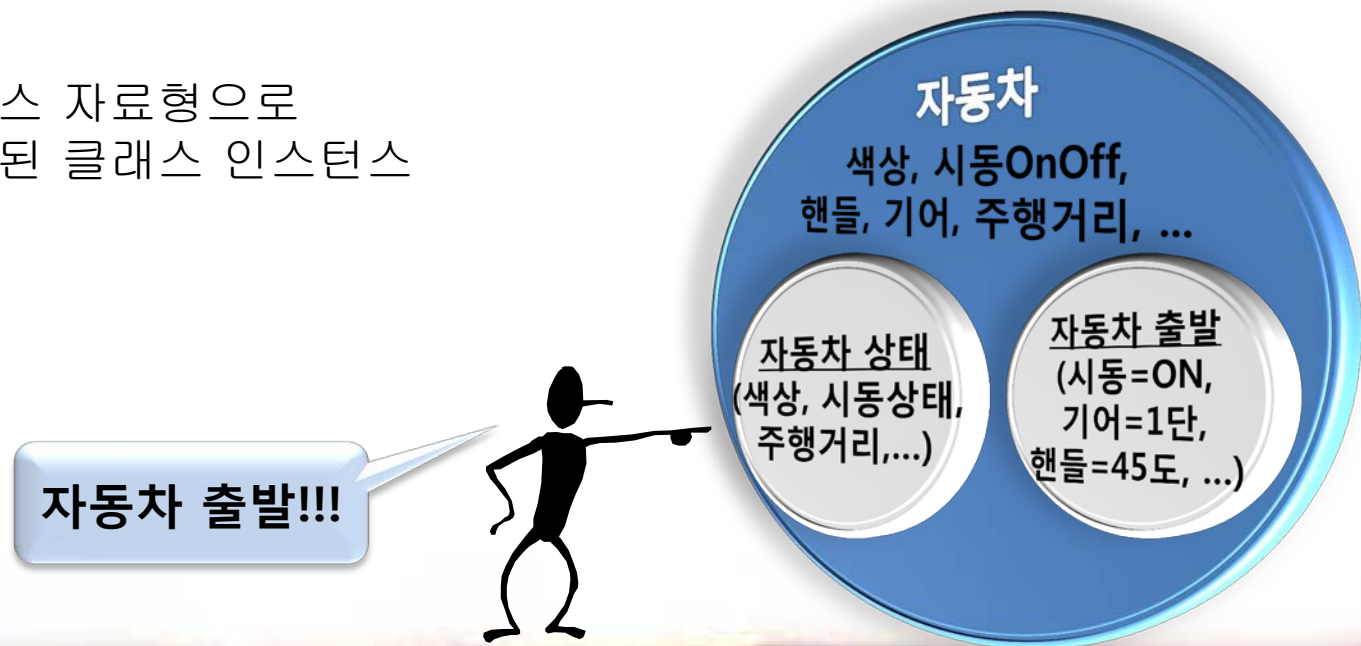 스 자료형으로
된 클래스 인스턴스
자동차
색상, 시동OnOff,
핸들, 기어, 주행거리, ...
자동차 상태
(색상, 시동상태,
주행거리,...)
자동차 출발
(시동=ON,
기어=1단,
핸들=45도, ...)
자동차 출발!!!